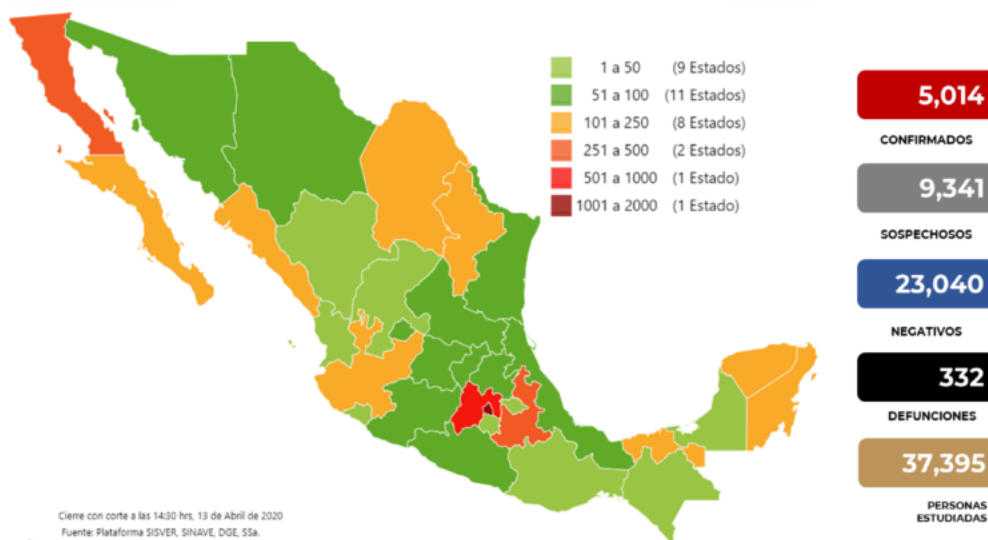 1 a 50 (9 Estados)
51 a 100 (11 Estados)
101 a 250 (8 Estados)
251 a 500 (2 Estados)
501 a 1000 (1 Estado)
1001 a 2000 (1 Estado)
5,014
CONFIRMADOS
9,341
SOSPECHOSOS
23,040
NEGATIVOS
332
DEFUNCIONES
37,395
PERSONAS
ESTUDIADAS
Cierre con corte a las 14:30 hrs, 13 de Abril de 2020
Fuente: Plataforma SISVER, SINAVE, DGE, SSa.